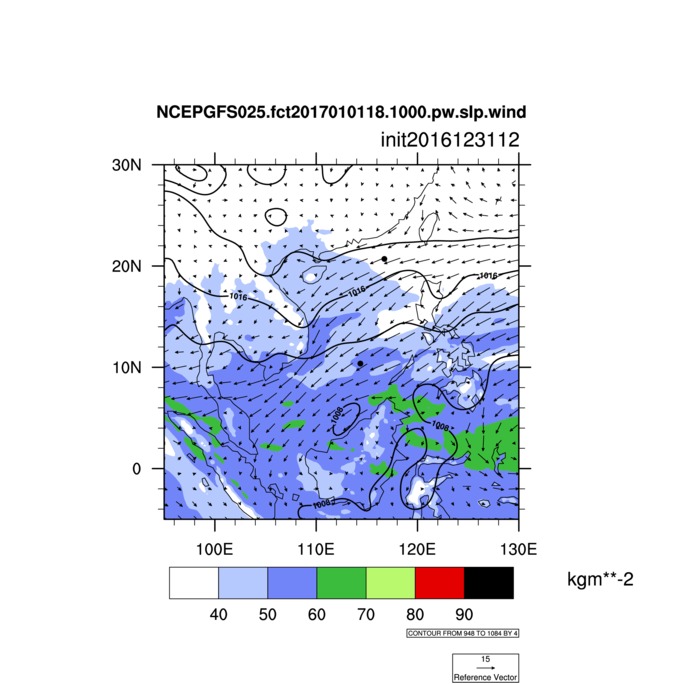 NCEPGFS025.fct2017010118.1000.pw.slp.wind
init2016123112
30N
20N
10N
0
1016
1016
1016
1008
1008
1008
100E 110E 120E 130E
kgm**-2
40 50 60 70 80 90
CONTOUR FROM 948 TO 1084 BY 4
15
Reference Vector